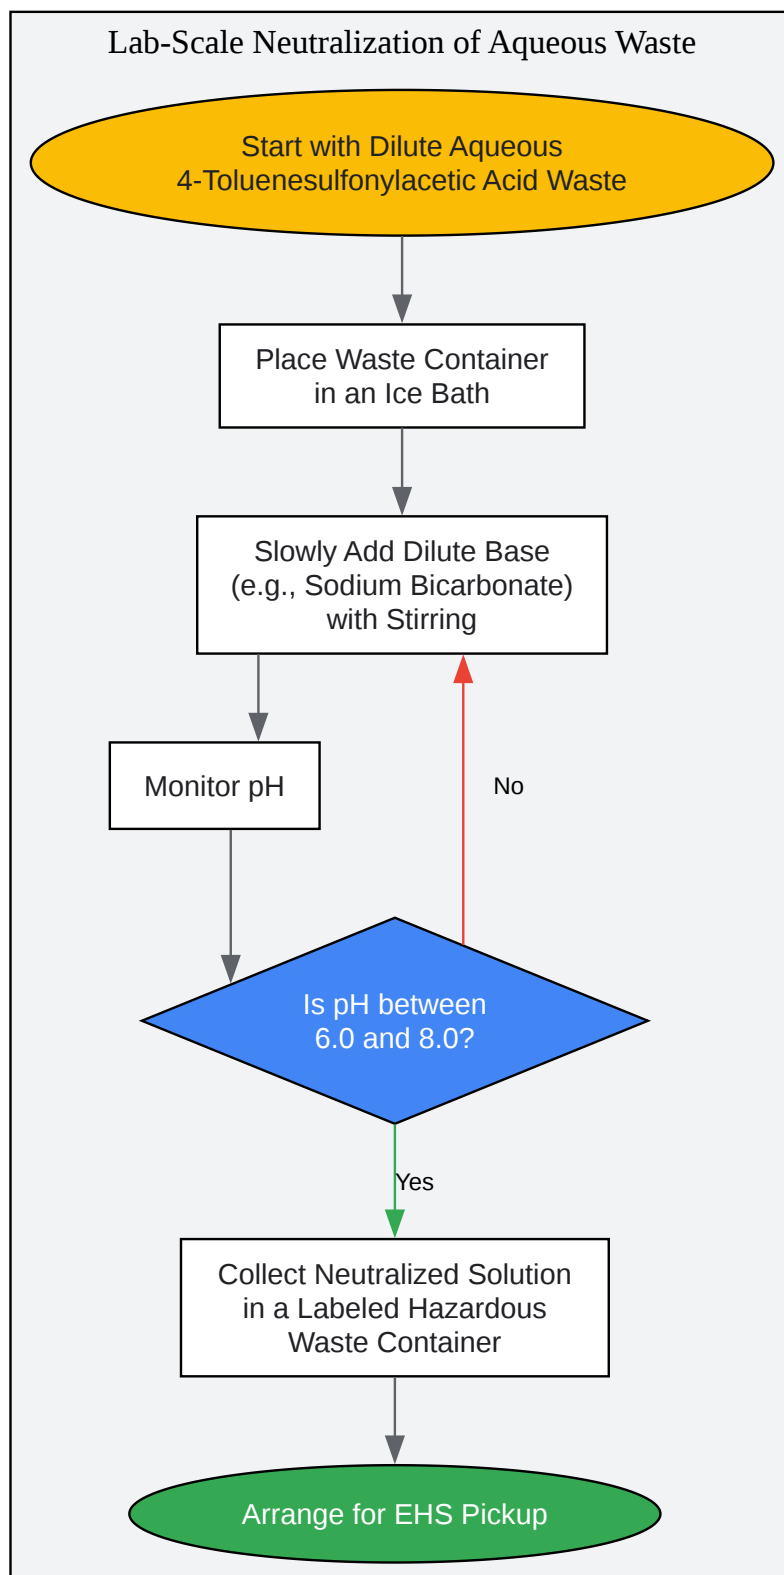 Lab-Scale Neutralization of Aqueous Waste
Start with Dilute Aqueous
4-Toluenesulfonylacetic Acid Waste
Place Waste Container
in an Ice Bath
Slowly Add Dilute Base
(e.g., Sodium Bicarbonate)
with Stirring
Monitor pH
No
Is pH between
6.0 and 8.0?
Yes
Collect Neutralized Solution
in a Labeled Hazardous
Waste Container
Arrange for EHS Pickup